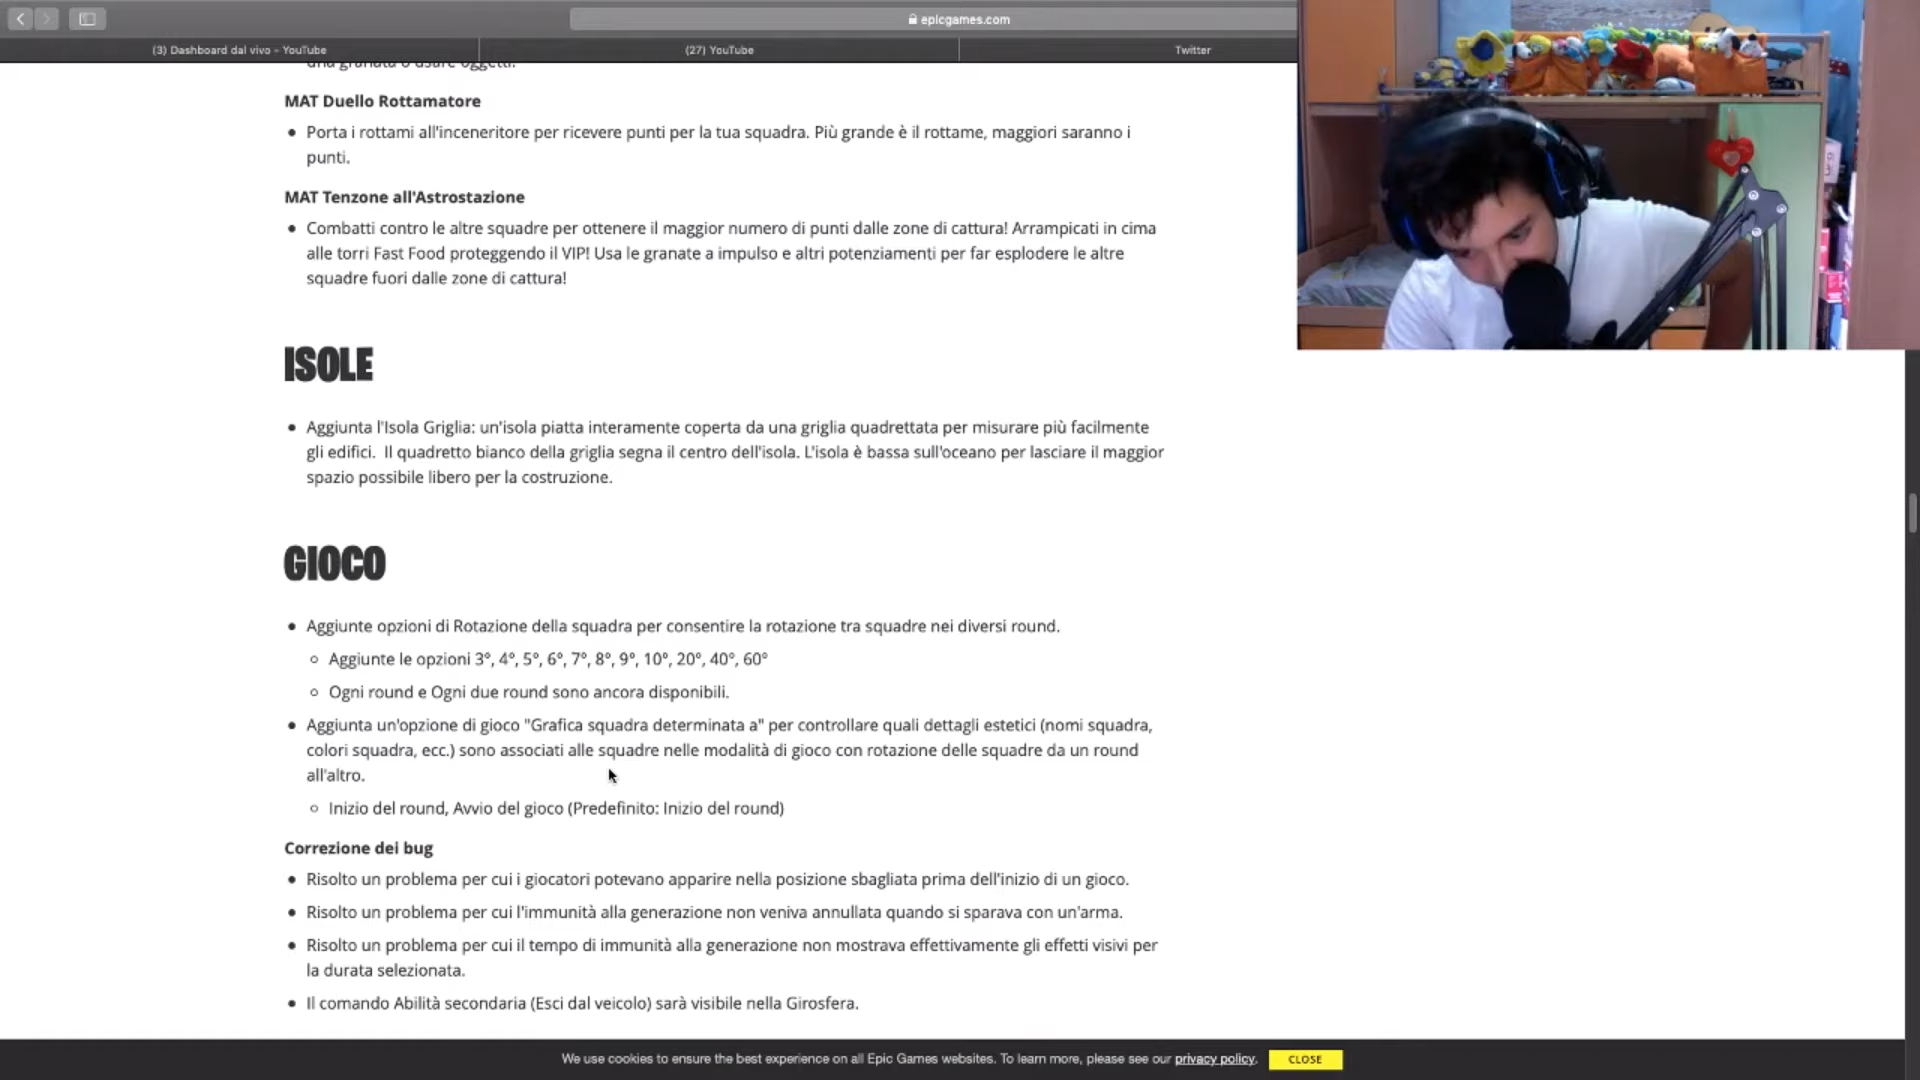 epicgames.com
(3) Dashboard dal vivo - YouTube
(27) YouTube
Twitter
una granata o usare oggetti.
MAT Duello Rottamatore
Porta i rottami all'inceneritore per ricevere punti per la tua squadra. Più grande è il rottame, maggiori saranno i
punti.
MAT Tenzone all'Astrostazione
Combatti contro le altre squadre per ottenere il maggior numero di punti dalle zone di cattura! Arrampicati in cima
alle torri Fast Food proteggendo il VIP! Usa le granate a impulso e altri potenziamenti per far esplodere le altre
squadre fuori dalle zone di cattura!
ISOLE
Aggiunta l'Isola Griglia: un'isola piatta interamente coperta da una griglia quadrettata per misurare più facilmente
gli edifici. Il quadretto bianco della griglia segna il centro dell'isola. L'isola è bassa sull'oceano per lasciare il maggior
spazio possibile libero per la costruzione.
GIOCO
Aggiunte opzioni di Rotazione della squadra per consentire la rotazione tra squadre nei diversi round.
Aggiunte le opzioni 3°, 4°, 5°, 6°, 7°, 8°, 9°, 10°, 20°, 40°, 60°
Ogni round e Ogni due round sono ancora disponibili.
Aggiunta un'opzione di gioco "Grafica squadra determinata a" per controllare quali dettagli estetici (nomi squadra,
colori squadra, ecc.) sono associati alle squadre nelle modalità di gioco con rotazione delle squadre da un round
all'altro.
Inizio del round, Avvio del gioco (Predefinito: Inizio del round)
Correzione dei bug
Risolto un problema per cui i giocatori potevano apparire nella posizione sbagliata prima dell'inizio di un gioco.
Risolto un problema per cui l'immunità alla generazione non veniva annullata quando si sparava con un'arma.
Risolto un problema per cui il tempo di immunità alla generazione non mostrava effettivamente gli effetti visivi per
la durata selezionata.
Il comando Abilità secondaria (Esci dal veicolo) sarà visibile nella Girosfera.
We use cookies to ensure the best experience on all Epic Games websites. To learn more, please see our privacy policy. CLOSE